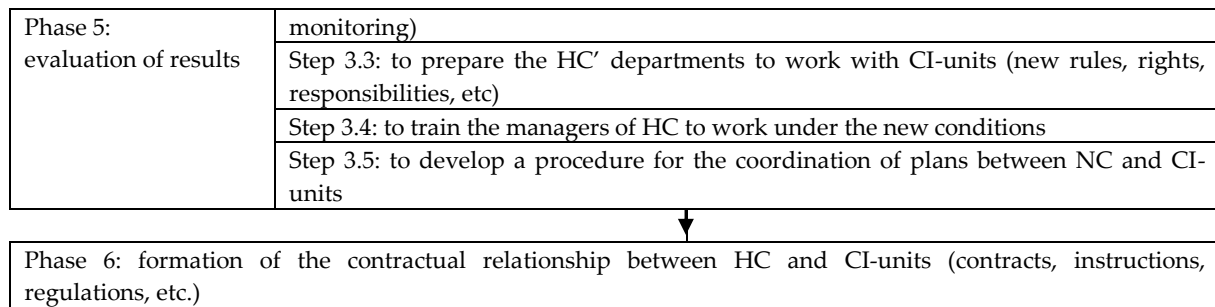 Phase 5:
evaluation of results
monitoring)
Step 3.3: to prepare the HC' departments to work with CI-units (new rules, rights,
responsibilities, etc)
Step 3.4: to train the managers of HC to work under the new conditions
Step 3.5: to develop a procedure for the coordination of plans between NC and CI-
units
Phase 6: formation of the contractual relationship between HC and CI-units (contracts, instructions,
regulations, etc.)